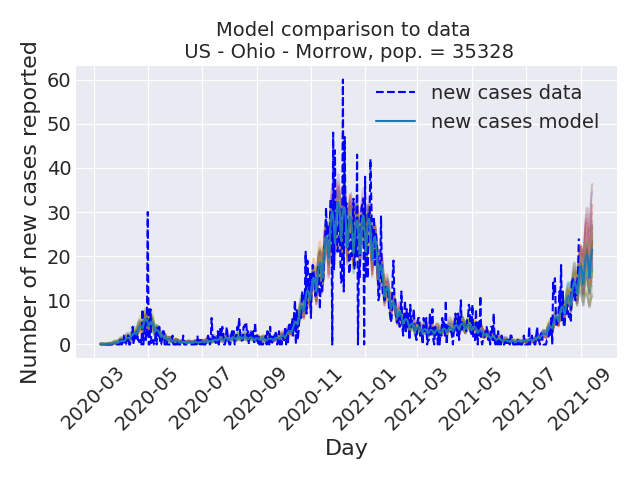 Model comparison to data
US - Ohio - Morrow, pop. = 35328
Number of new cases reported
60
50
40
30
20
10
0
new cases data
new cases model
2020-03
2020-05
2020-07
2020-09
2020-11
2021-01
2021-03
2021-05
2021-07
2021-09
Day